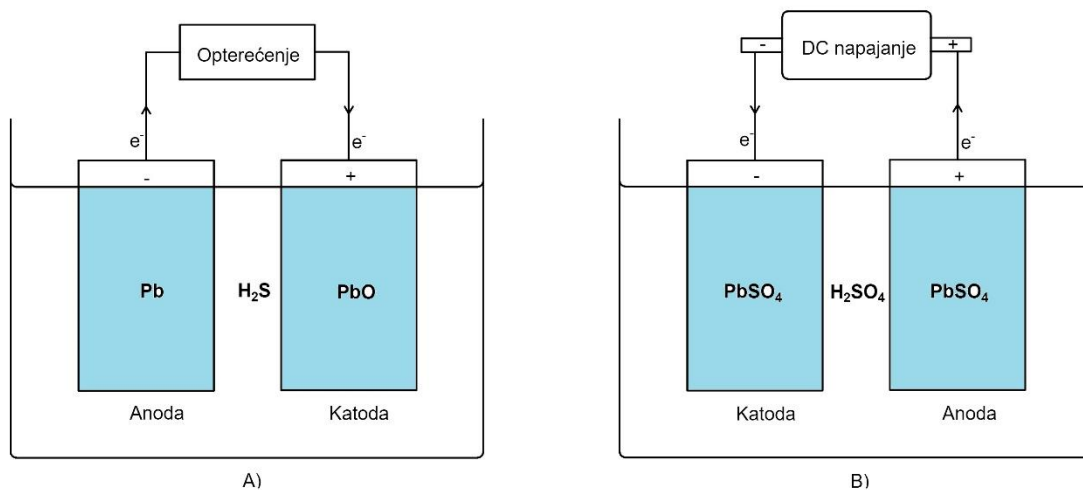 Opterećenje
e-
e-
-
+
Pb
H₂S
PbO
Anoda
Katoda
A)
-
DC napajanje
+
e-
e-
-
+
PbSO₄
H₂SO₄
PbSO₄
Katoda
Anoda
B)